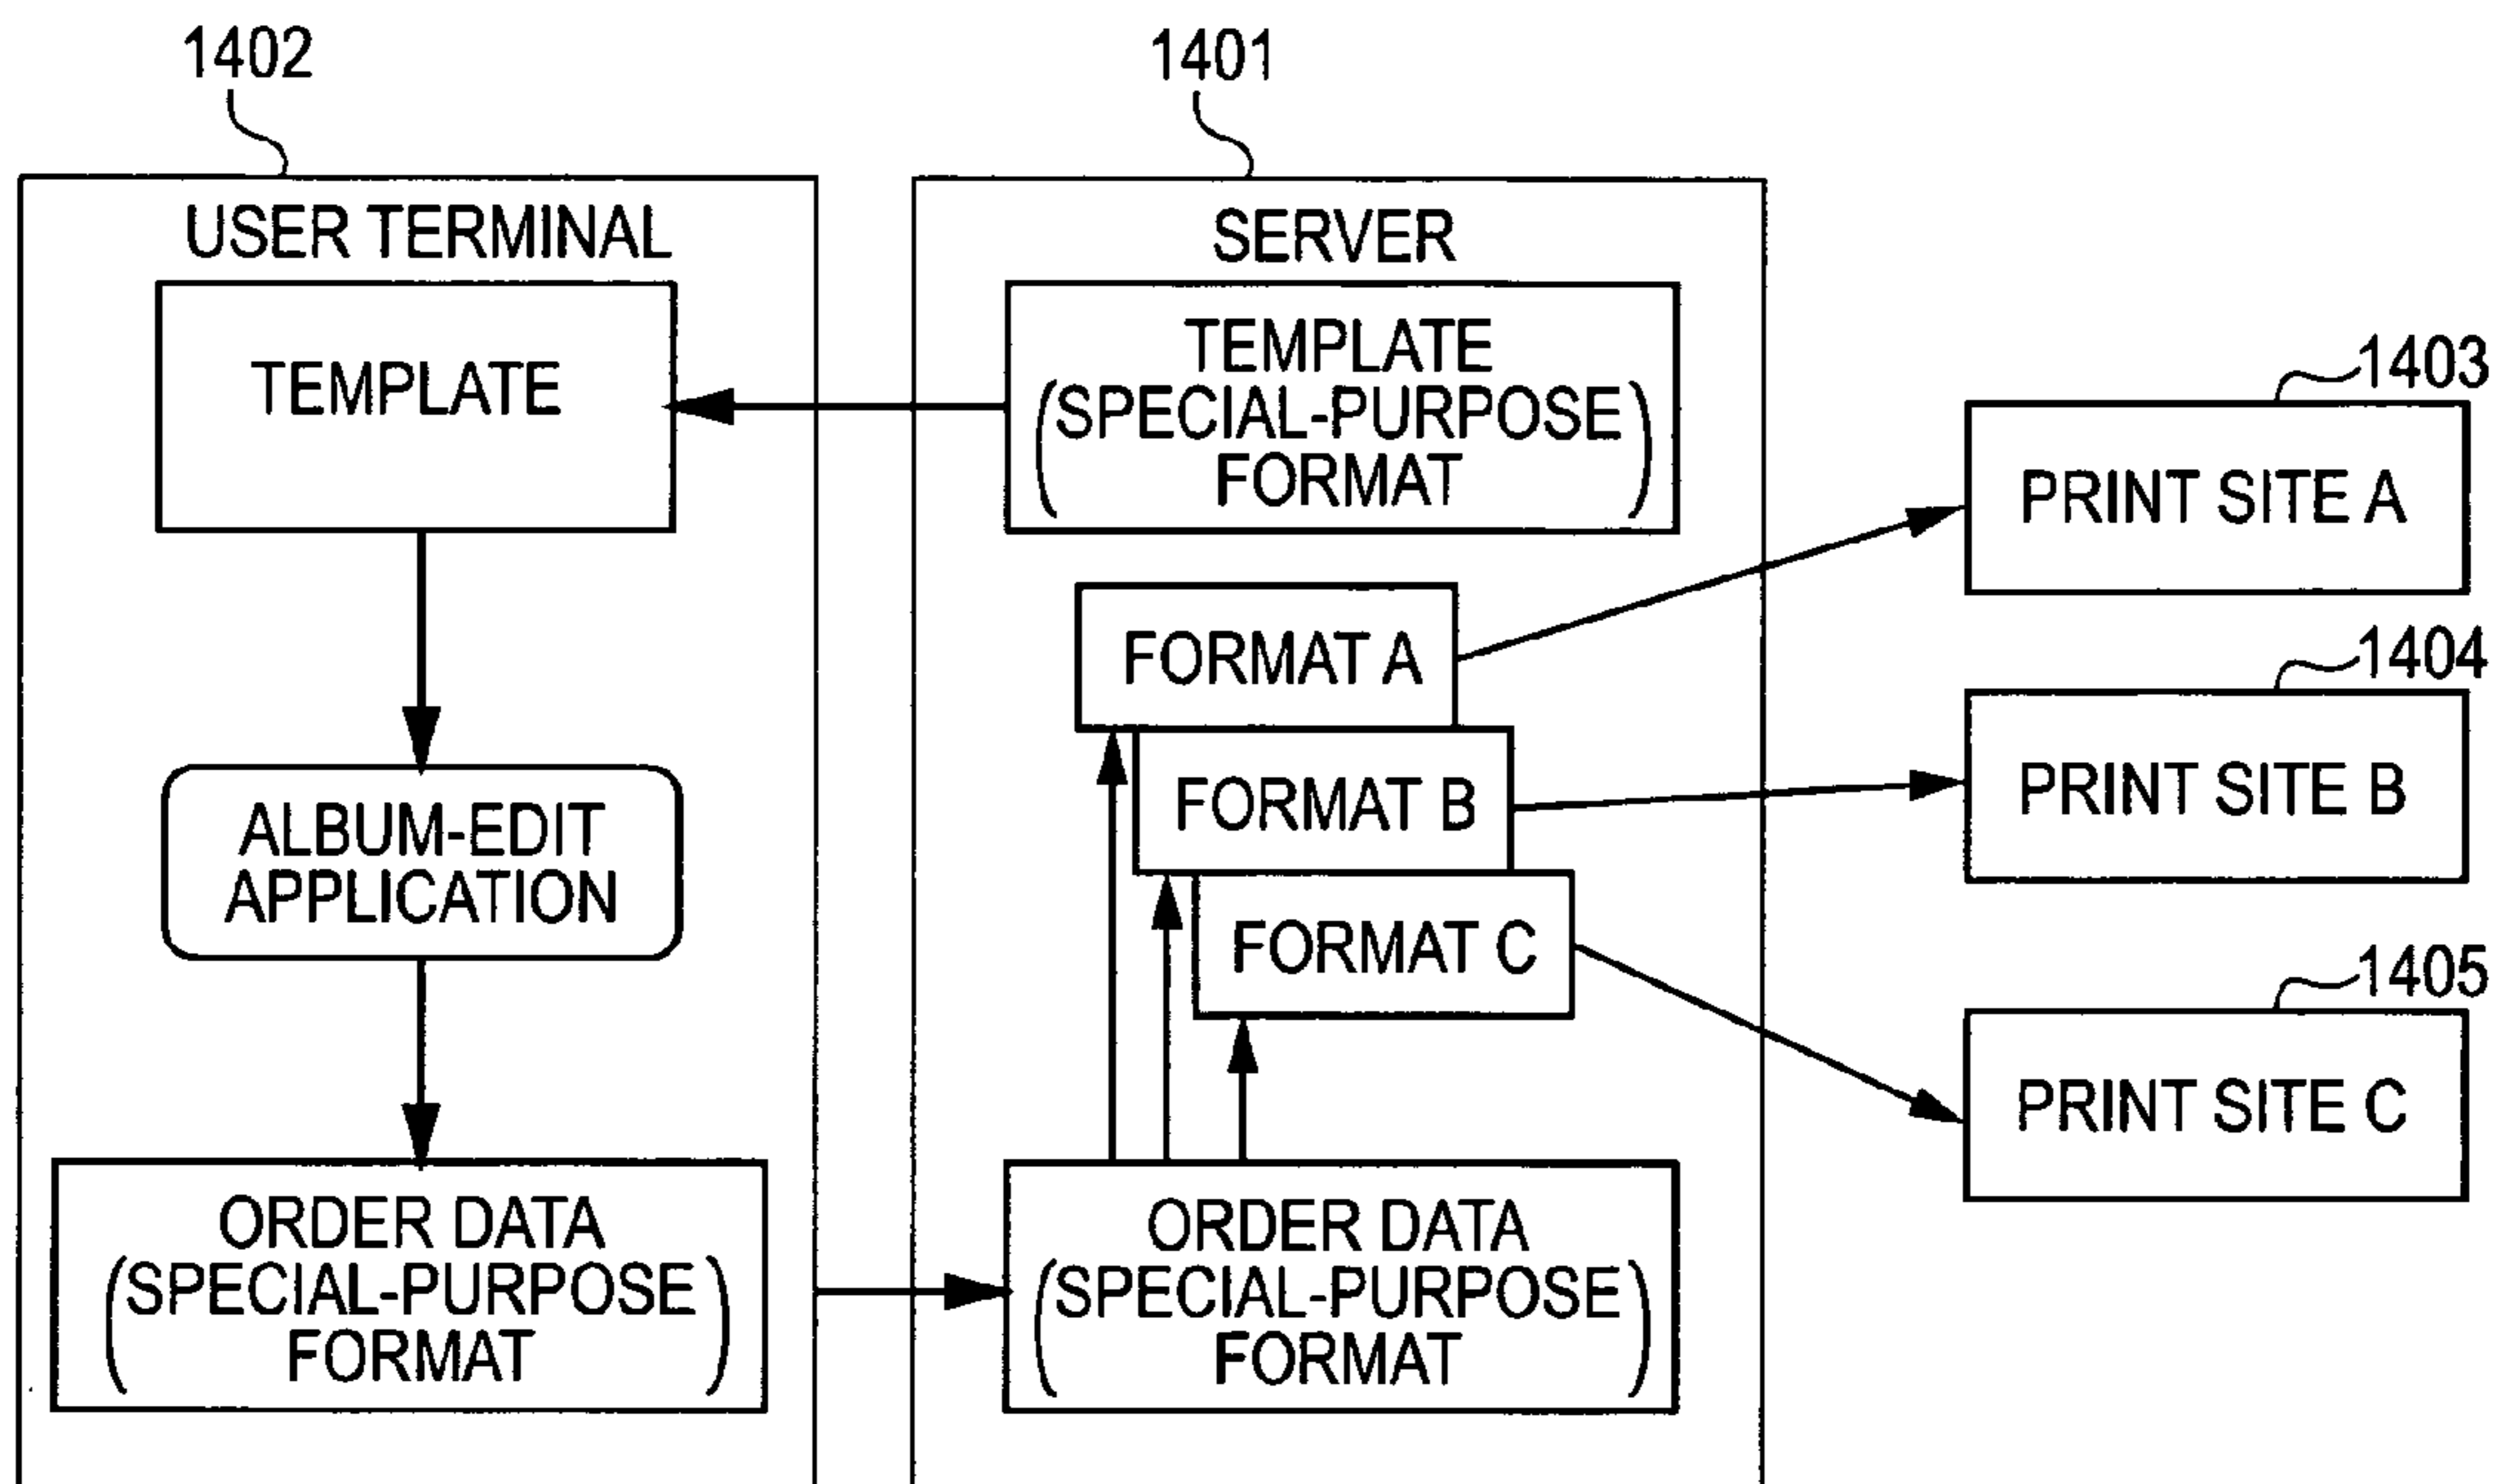 1402
1401
USER TERMINAL
SERVER
TEMPLATE
TEMPLATE
(SPECIAL-PURPOSE
FORMAT)
1403
PRINT SITE A
FORMAT A
1404
FORMAT B
PRINT SITE B
ALBUM-EDIT
APPLICATION
FORMAT C
1405
PRINT SITE C
ORDER DATA
(SPECIAL-PURPOSE
FORMAT)
ORDER DATA
(SPECIAL-PURPOSE
FORMAT)